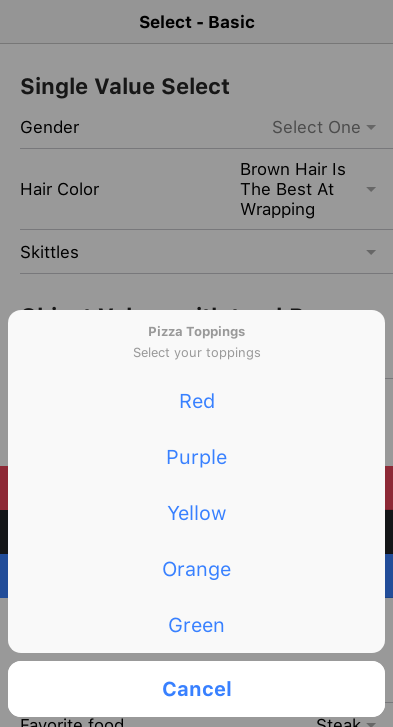 Select - Basic
Single Value Select
Gender
Select One
Hair Color
Brown Hair Is
The Best At
Wrapping
Skittles
Pizza Toppings
Select your toppings
Red
Purple
Yellow
Orange
Green
Cancel
Favorite food
Steak